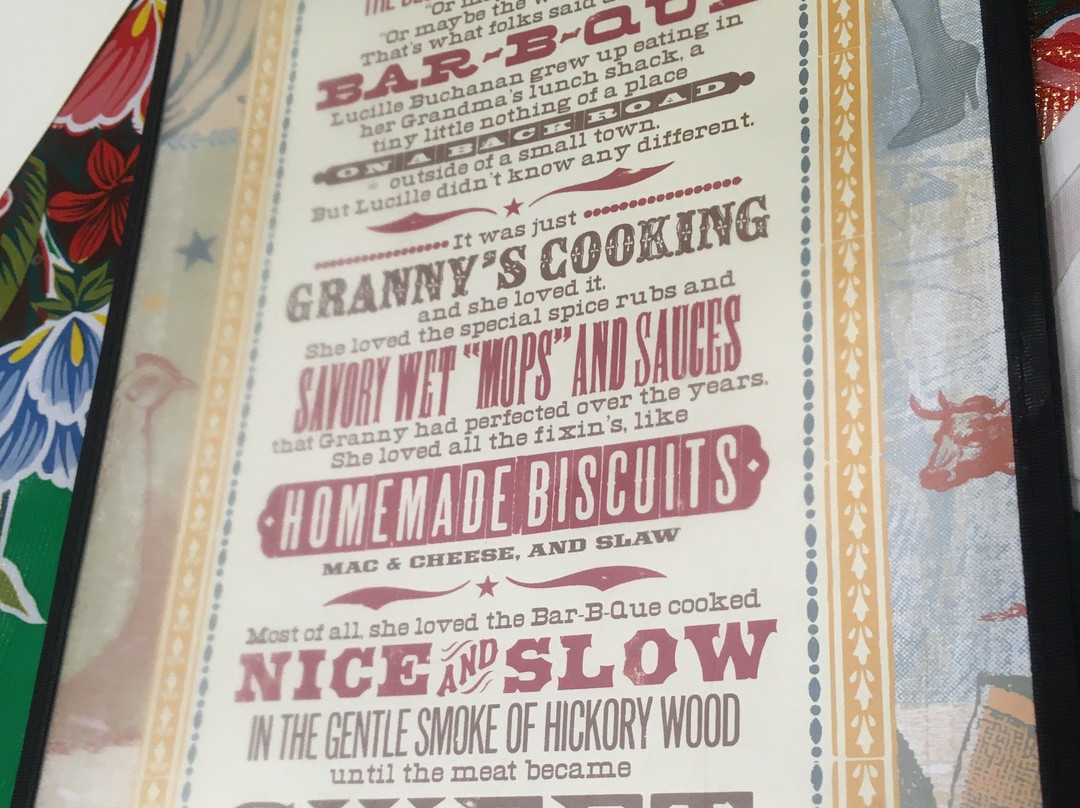 "Or maybe the
That's what folks said
BAR-B-QUE
Lucille Buchanan grew up eating in
her Grandma's lunch shack, a
tiny little nothing of a place
ON A BACK ROAD
outside of a small town.
But Lucille didn't know any different.
It was just
GRANNY'S COOKING
and she loved it.
She loved the special spice rubs and
SAVORY WET "MOPS" AND SAUCES
that Granny had perfected over the years.
She loved all the fixin's, like
HOMEMADE BISCUITS
MAC & CHEESE, AND SLAW
Most of all, she loved the Bar-B-Que cooked
NICE AND SLOW
IN THE GENTLE SMOKE OF HICKORY WOOD
until the meat became